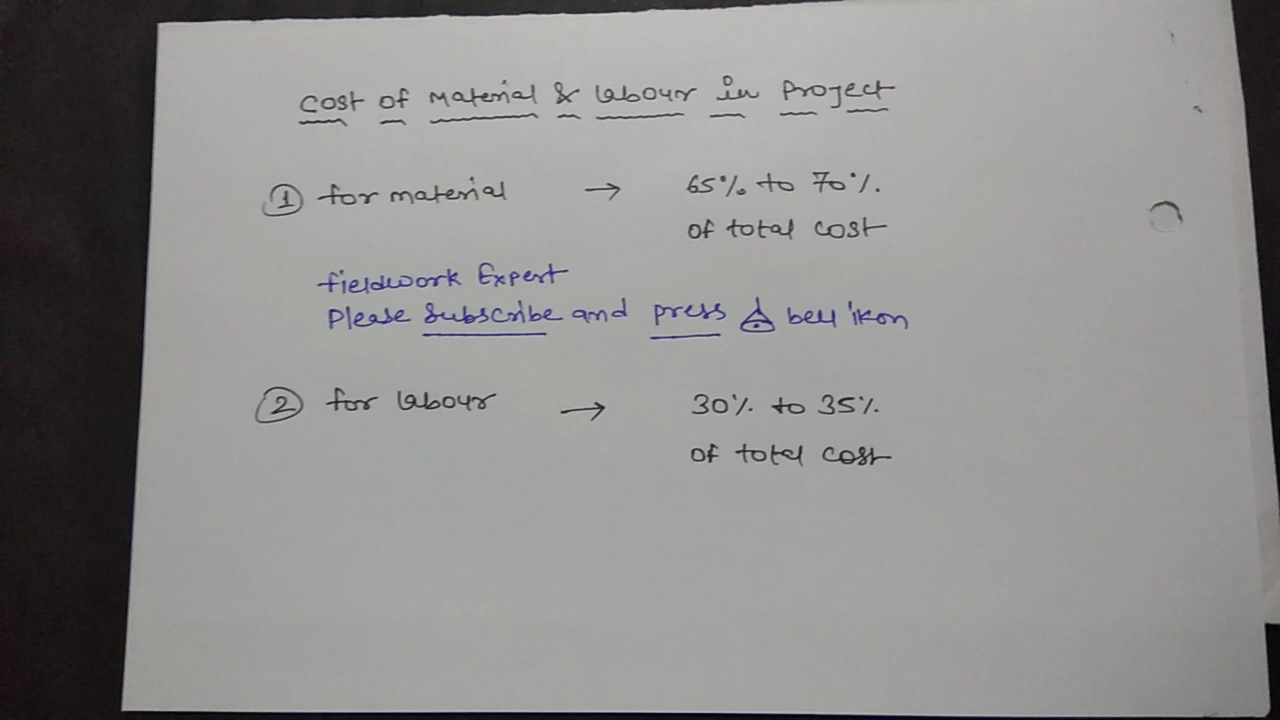 Cost of Material & Labour in Project
① for material → 65% to 70%.
of total cost
fieldwork Expert
Please Subscribe and press 🔔 bell ikon
② for labour → 30% to 35%.
of total cost